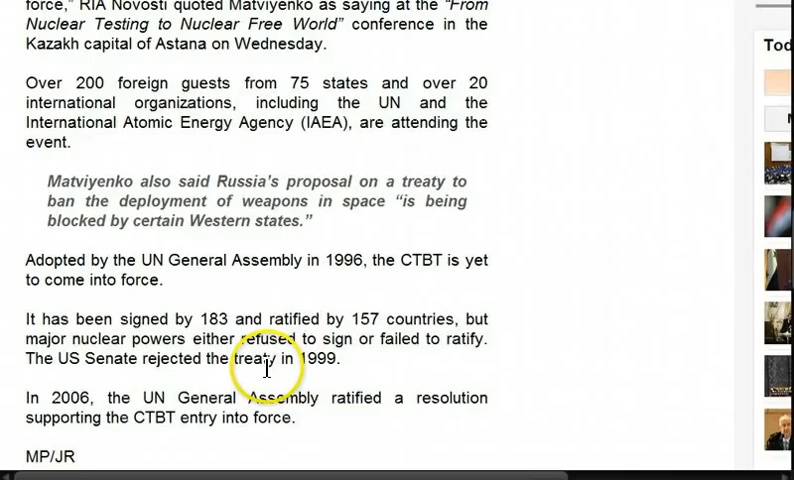 force,” RIA Novosti quoted Matviyenko as saying at the “From
Nuclear Testing to Nuclear Free World” conference in the
Kazakh capital of Astana on Wednesday.
Over 200 foreign guests from 75 states and over 20
international organizations, including the UN and the
International Atomic Energy Agency (IAEA), are attending the
event.
Matviyenko also said Russia’s proposal on a treaty to
ban the deployment of weapons in space “is being
blocked by certain Western states.”
Adopted by the UN General Assembly in 1996, the CTBT is yet
to come into force.
It has been signed by 183 and ratified by 157 countries, but
major nuclear powers either refused to sign or failed to ratify.
The US Senate rejected the treaty in 1999.
In 2006, the UN General Assembly ratified a resolution
supporting the CTBT entry into force.
MP/JR
Tod
M